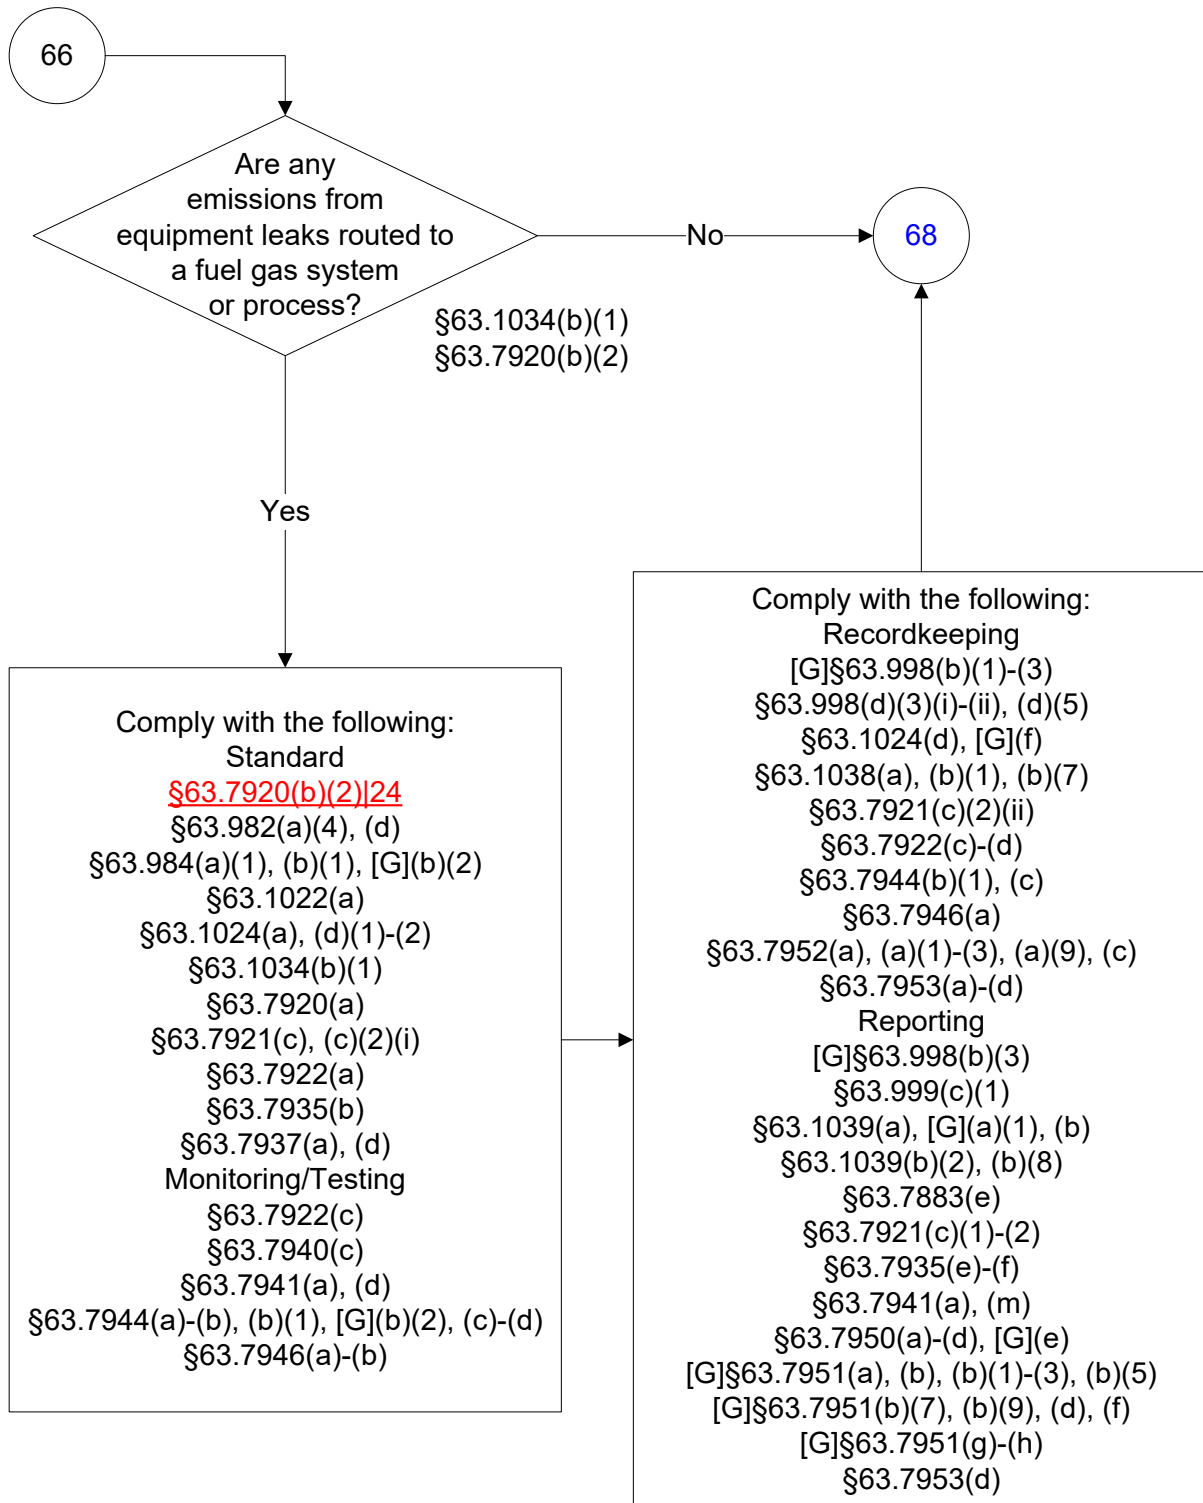 66
Are any
emissions from
equipment leaks routed to
a fuel gas system
or process?
No
68
§63.1034(b)(1)
§63.7920(b)(2)
Yes
Comply with the following:
Standard
§63.7920(b)(2)|24
§63.982(a)(4), (d)
§63.984(a)(1), (b)(1), [G](b)(2)
§63.1022(a)
§63.1024(a), (d)(1)-(2)
§63.1034(b)(1)
§63.7920(a)
§63.7921(c), (c)(2)(i)
§63.7922(a)
§63.7935(b)
§63.7937(a), (d)
Monitoring/Testing
§63.7922(c)
§63.7940(c)
§63.7941(a), (d)
§63.7944(a)-(b), (b)(1), [G](b)(2), (c)-(d)
§63.7946(a)-(b)
Comply with the following:
Recordkeeping
[G]§63.998(b)(1)-(3)
§63.998(d)(3)(i)-(ii), (d)(5)
§63.1024(d), [G](f)
§63.1038(a), (b)(1), (b)(7)
§63.7921(c)(2)(ii)
§63.7922(c)-(d)
§63.7944(b)(1), (c)
§63.7946(a)
§63.7952(a), (a)(1)-(3), (a)(9), (c)
§63.7953(a)-(d)
Reporting
[G]§63.998(b)(3)
§63.999(c)(1)
§63.1039(a), [G](a)(1), (b)
§63.1039(b)(2), (b)(8)
§63.7883(e)
§63.7921(c)(1)-(2)
§63.7935(e)-(f)
§63.7941(a), (m)
§63.7950(a)-(d), [G](e)
[G]§63.7951(a), (b), (b)(1)-(3), (b)(5)
[G]§63.7951(b)(7), (b)(9), (d), (f)
[G]§63.7951(g)-(h)
§63.7953(d)